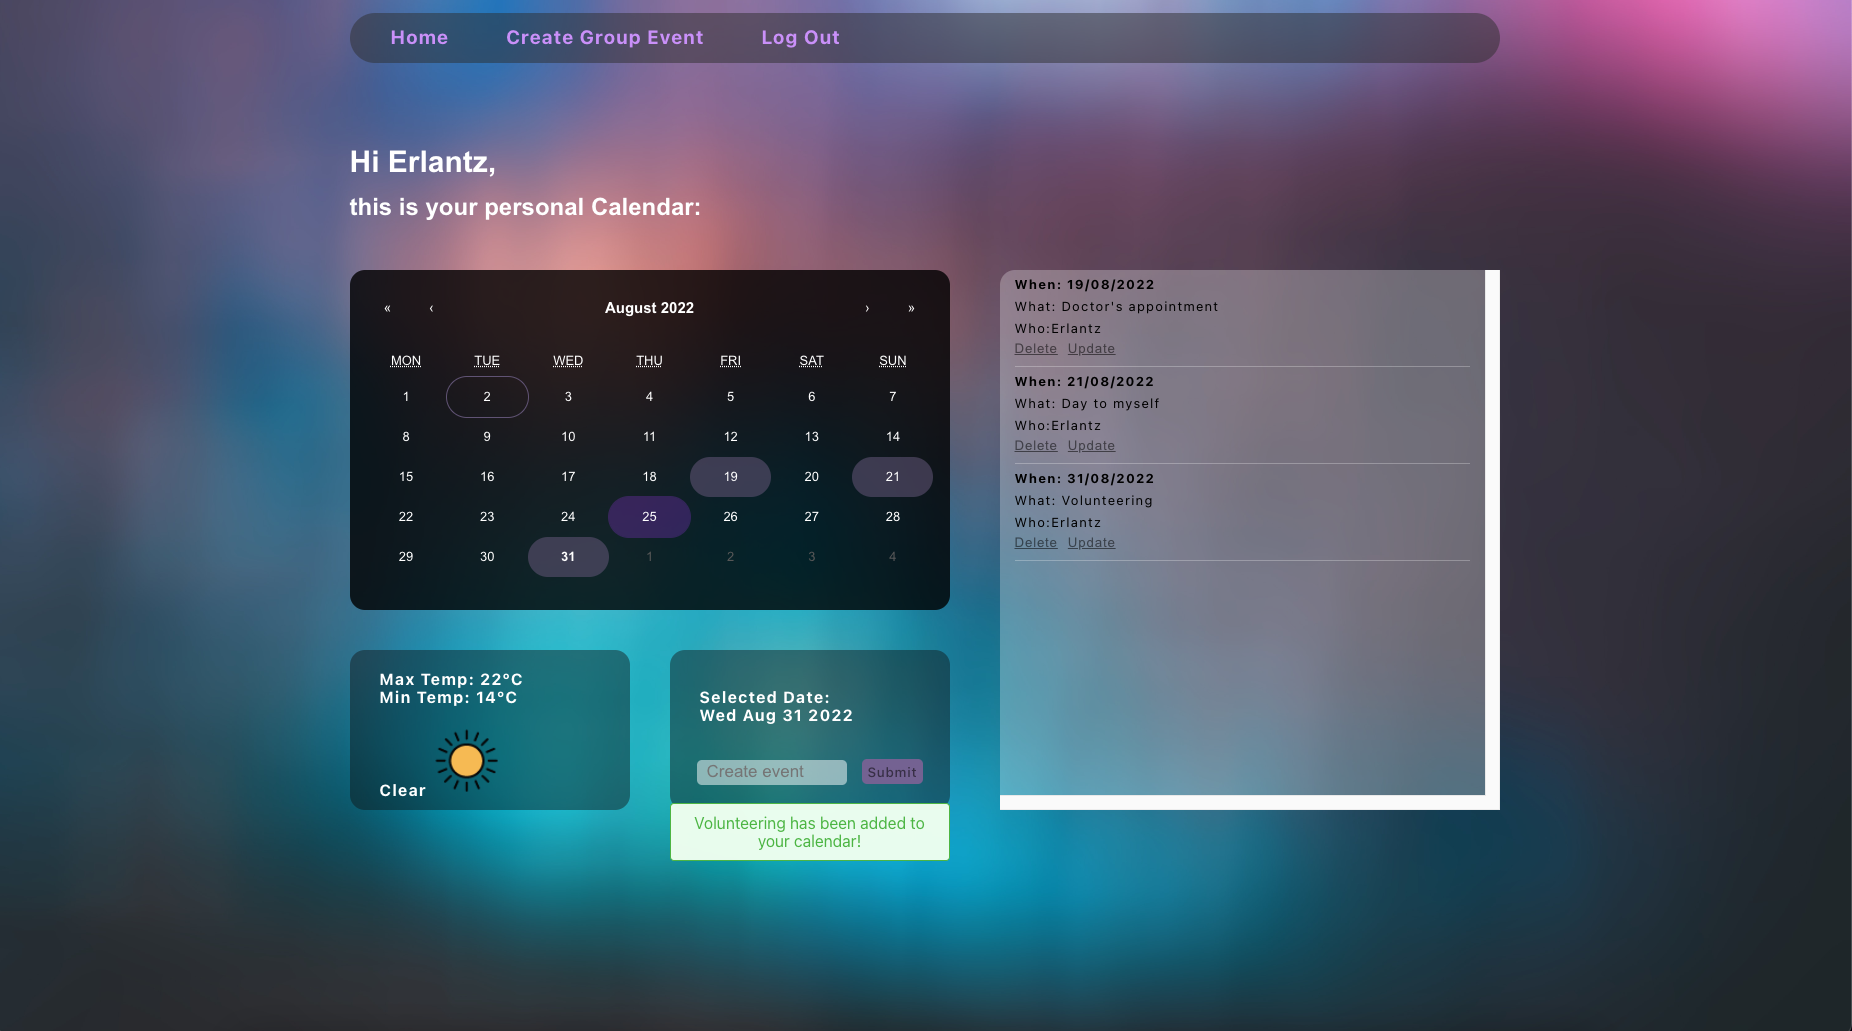 Home Create Group Event Log Out
Hi Erlantz,
this is your personal Calendar:
« ‹ August 2022 › »
MON TUE WED THU FRI SAT SUN
1 2 3 4 5 6 7
8 9 10 11 12 13 14
15 16 17 18 19 20 21
22 23 24 25 26 27 28
29 30 31 1 2 3 4
When: 19/08/2022
What: Doctor's appointment
Who:Erlantz
Delete Update
When: 21/08/2022
What: Day to myself
Who:Erlantz
Delete Update
When: 31/08/2022
What: Volunteering
Who:Erlantz
Delete Update
Max Temp: 22°C
Min Temp: 14°C
Clear
Selected Date:
Wed Aug 31 2022
Create event Submit
Volunteering has been added to
your calendar!